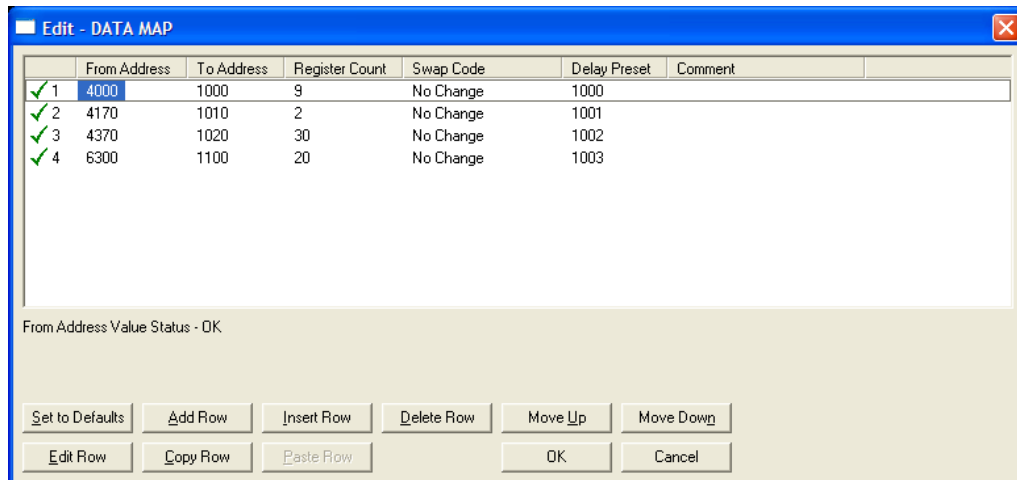 Edit - DATA MAP
From Address To Address Register Count Swap Code Delay Preset Comment
1 4000 1000 9 No Change 1000
2 4170 1010 2 No Change 1001
3 4370 1020 30 No Change 1002
4 6300 1100 20 No Change 1003
From Address Value Status - OK
Set to Defaults Add Row Insert Row Delete Row Move Up Move Down
Edit Row Copy Row Paste Row OK Cancel